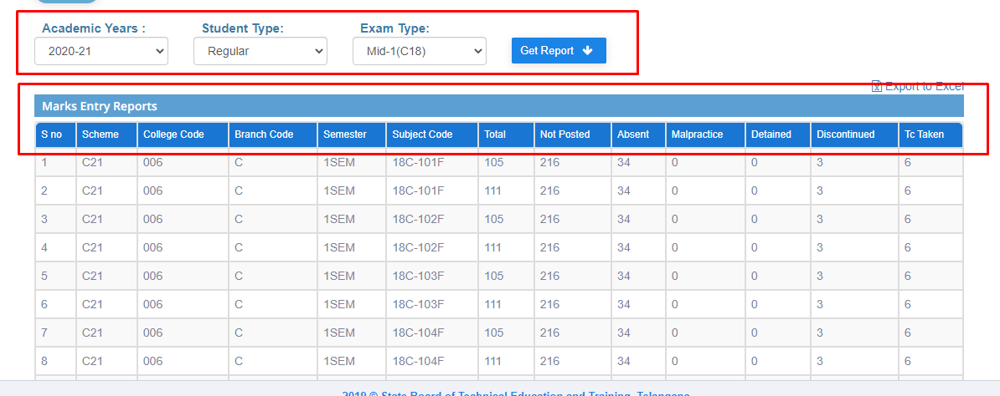 Academic Years : Student Type: Exam Type:
2020-21 Regular Mid-1(C18) Get Report
Export to Excel
Marks Entry Reports
S no Scheme College Code Branch Code Semester Subject Code Total Not Posted Absent Malpractice Detained Discontinued Tc Taken
1 C21 006 C 1SEM 18C-101F 105 216 34 0 0 3 6
2 C21 006 C 1SEM 18C-101F 111 216 34 0 0 3 6
3 C21 006 C 1SEM 18C-102F 105 216 34 0 0 3 6
4 C21 006 C 1SEM 18C-102F 111 216 34 0 0 3 6
5 C21 006 C 1SEM 18C-103F 105 216 34 0 0 3 6
6 C21 006 C 1SEM 18C-103F 111 216 34 0 0 3 6
7 C21 006 C 1SEM 18C-104F 105 216 34 0 0 3 6
8 C21 006 C 1SEM 18C-104F 111 216 34 0 0 3 6
2019 © State Board of Technical Education and Training, Telangana